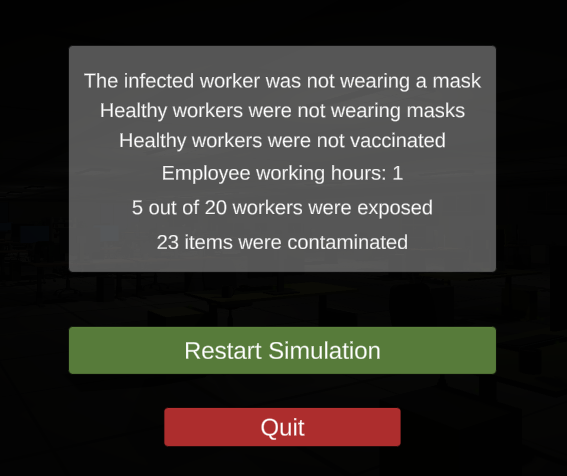 The infected worker was not wearing a mask
Healthy workers were not wearing masks
Healthy workers were not vaccinated
Employee working hours: 1
5 out of 20 workers were exposed
23 items were contaminated
Restart Simulation
Quit